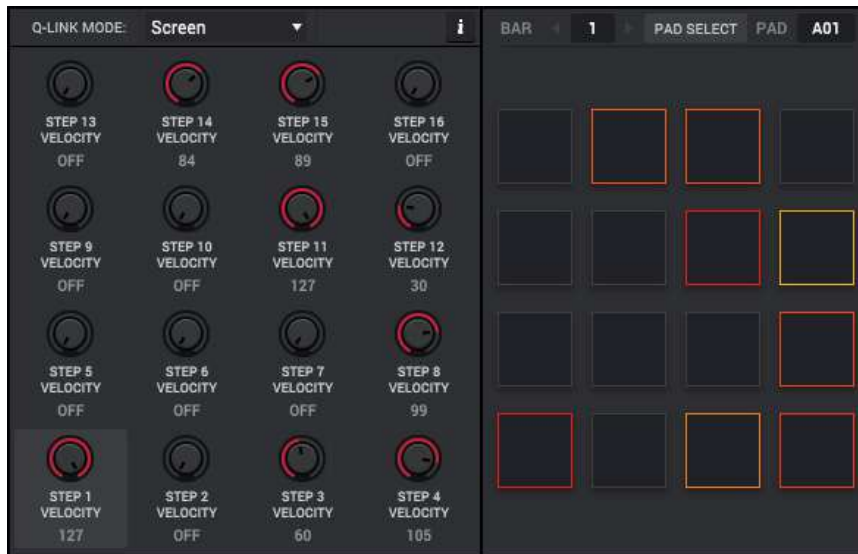 Q-LINK MODE: Screen i BAR 1 PAD SELECT PAD A01
STEP 13 STEP 14 STEP 15 STEP 16
VELOCITY VELOCITY VELOCITY VELOCITY
OFF 84 89 OFF
STEP 9 STEP 10 STEP 11 STEP 12
VELOCITY VELOCITY VELOCITY VELOCITY
OFF OFF 127 30
STEP 5 STEP 6 STEP 7 STEP 8
VELOCITY VELOCITY VELOCITY VELOCITY
OFF OFF OFF 99
STEP 1 STEP 2 STEP 3 STEP 4
VELOCITY VELOCITY VELOCITY VELOCITY
127 OFF 60 105